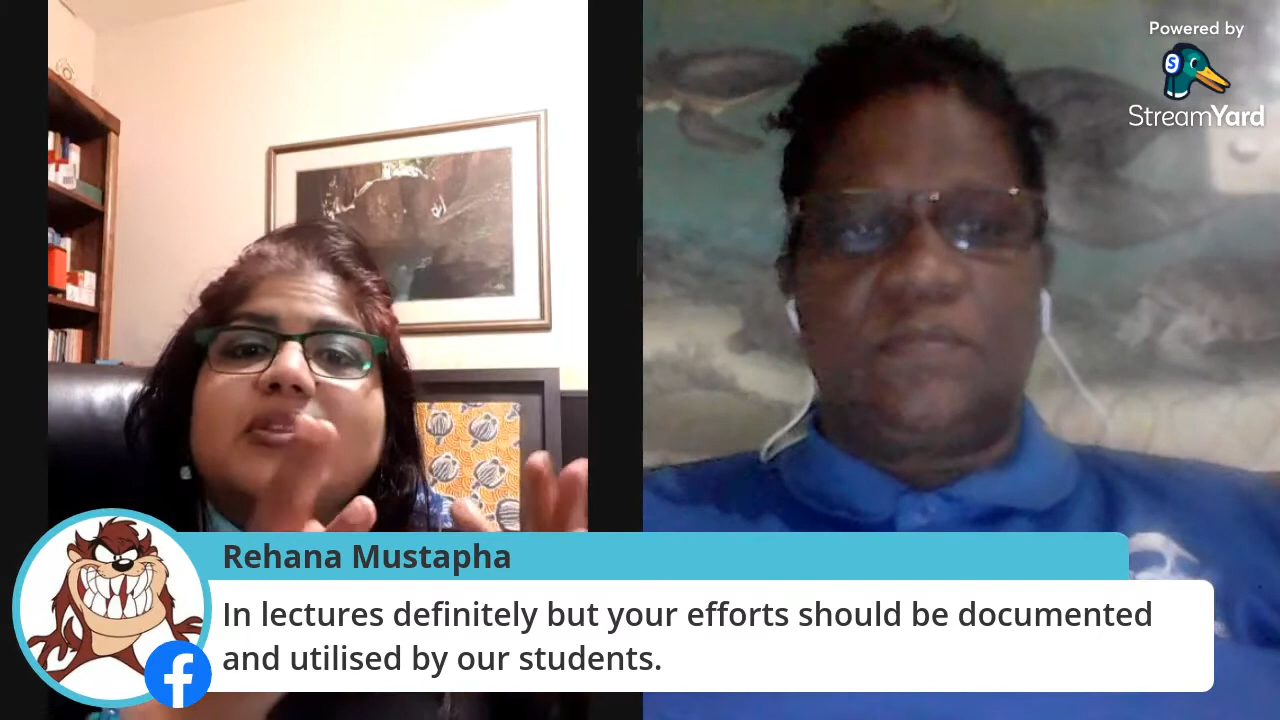 Powered by
StreamYard
Rehana Mustapha
In lectures definitely but your efforts should be documented
and utilised by our students.